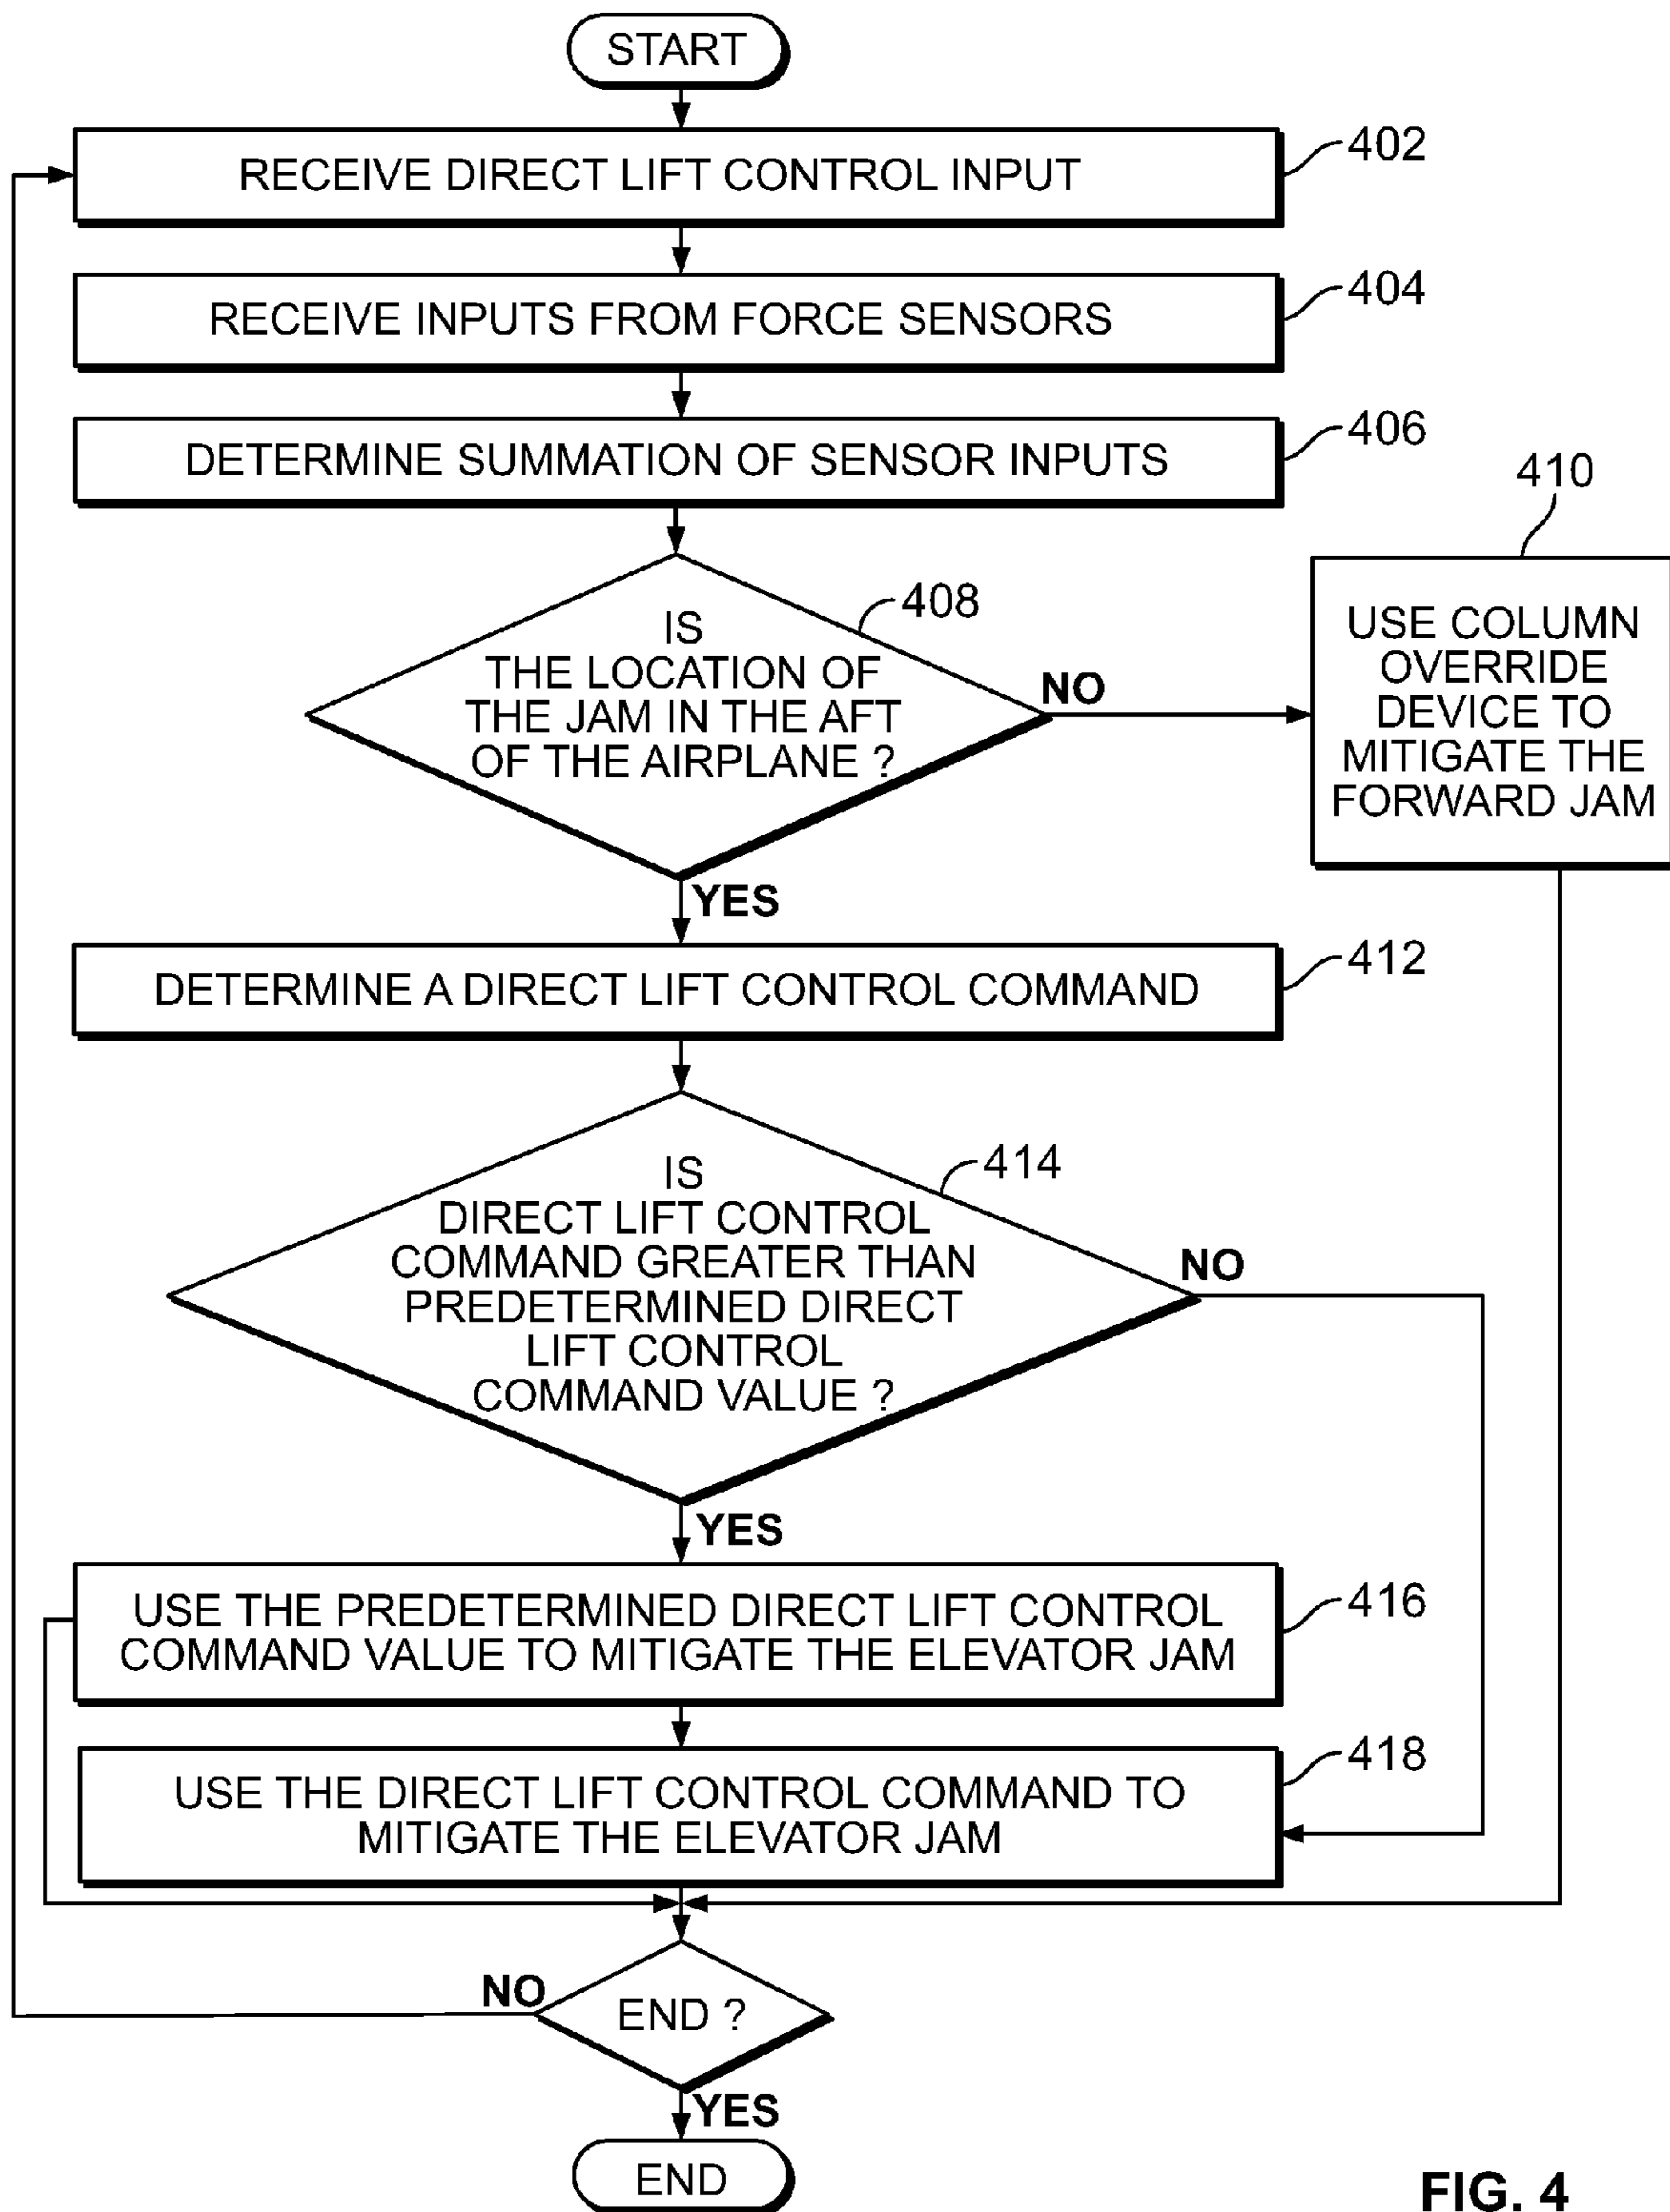 START
RECEIVE DIRECT LIFT CONTROL INPUT
402
RECEIVE INPUTS FROM FORCE SENSORS
404
DETERMINE SUMMATION OF SENSOR INPUTS
406
410
408
IS
THE LOCATION OF
THE JAM IN THE AFT
OF THE AIRPLANE ?
NO
USE COLUMN
OVERRIDE
DEVICE TO
MITIGATE THE
FORWARD JAM
YES
DETERMINE A DIRECT LIFT CONTROL COMMAND
412
414
IS
DIRECT LIFT CONTROL
COMMAND GREATER THAN
PREDETERMINED DIRECT
LIFT CONTROL
COMMAND VALUE ?
NO
YES
USE THE PREDETERMINED DIRECT LIFT CONTROL
COMMAND VALUE TO MITIGATE THE ELEVATOR JAM
416
USE THE DIRECT LIFT CONTROL COMMAND TO
MITIGATE THE ELEVATOR JAM
418
NO
END ?
YES
END
FIG. 4